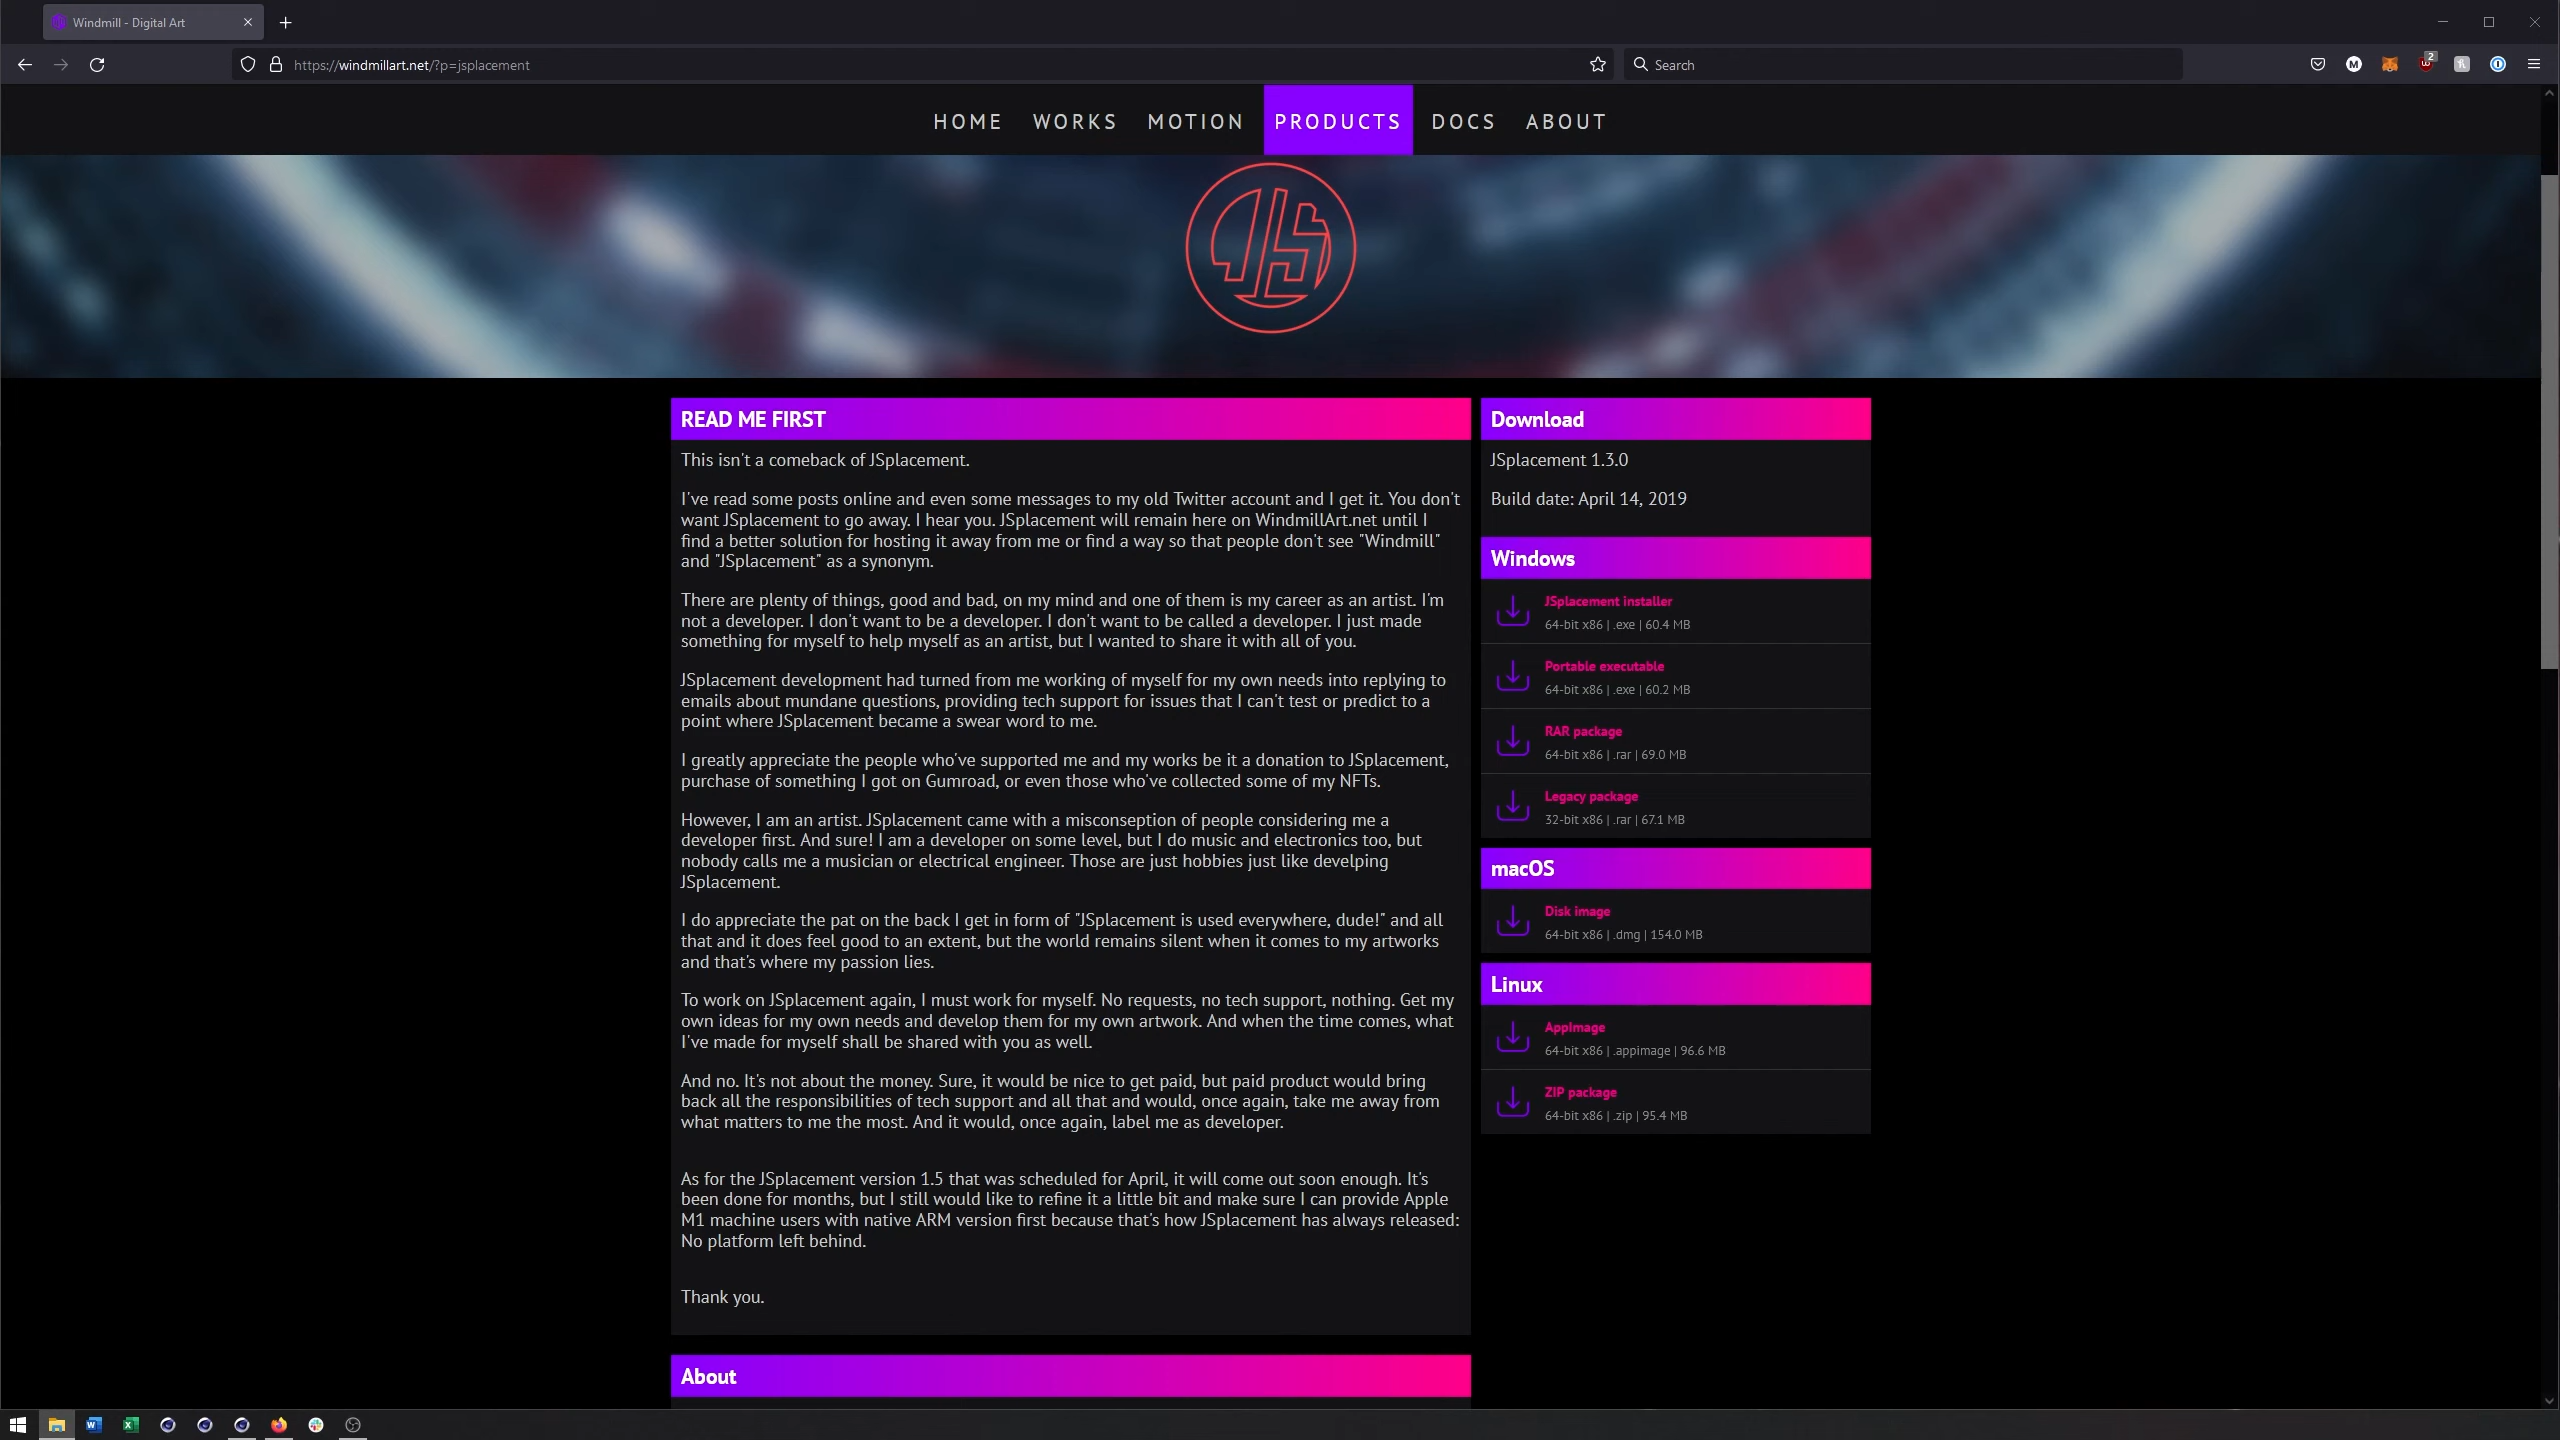 Windmill - Digital Art
https://windmillart.net/?p=jsplacement
Search
2
HOME WORKS MOTION PRODUCTS DOCS ABOUT
READ ME FIRST
This isn't a comeback of JSplacement.
I've read some posts online and even some messages to my old Twitter account and I get it. You don't
want JSplacement to go away. I hear you. JSplacement will remain here on WindmillArt.net until I
find a better solution for hosting it away from me or find a way so that people don't see "Windmill"
and "JSplacement" as a synonym.
There are plenty of things, good and bad, on my mind and one of them is my career as an artist. I'm
not a developer. I don't want to be a developer. I don't want to be called a developer. I just made
something for myself to help myself as an artist, but I wanted to share it with all of you.
JSplacement development had turned from me working of myself for my own needs into replying to
emails about mundane questions, providing tech support for issues that I can't test or predict to a
point where JSplacement became a swear word to me.
I greatly appreciate the people who've supported me and my works be it a donation to JSplacement,
purchase of something I got on Gumroad, or even those who've collected some of my NFTs.
However, I am an artist. JSplacement came with a misconseption of people considering me a
developer first. And sure! I am a developer on some level, but I do music and electronics too, but
nobody calls me a musician or electrical engineer. Those are just hobbies just like develping
JSplacement.
I do appreciate the pat on the back I get in form of "JSplacement is used everywhere, dude!" and all
that and it does feel good to an extent, but the world remains silent when it comes to my artworks
and that's where my passion lies.
To work on JSplacement again, I must work for myself. No requests, no tech support, nothing. Get my
own ideas for my own needs and develop them for my own artwork. And when the time comes, what
I've made for myself shall be shared with you as well.
And no. It's not about the money. Sure, it would be nice to get paid, but paid product would bring
back all the responsibilities of tech support and all that and would, once again, take me away from
what matters to me the most. And it would, once again, label me as developer.
As for the JSplacement version 1.5 that was scheduled for April, it will come out soon enough. It's
been done for months, but I still would like to refine it a little bit and make sure I can provide Apple
M1 machine users with native ARM version first because that's how JSplacement has always released:
No platform left behind.
Thank you.
About
Download
JSplacement 1.3.0
Build date: April 14, 2019
Windows
JSplacement installer
64-bit x86 | .exe | 60.4 MB
Portable executable
64-bit x86 | .exe | 60.2 MB
RAR package
64-bit x86 | .rar | 69.0 MB
Legacy package
32-bit x86 | .rar | 67.1 MB
macOS
Disk image
64-bit x86 | .dmg | 154.0 MB
Linux
AppImage
64-bit x86 | .appimage | 96.6 MB
ZIP package
64-bit x86 | .zip | 95.4 MB